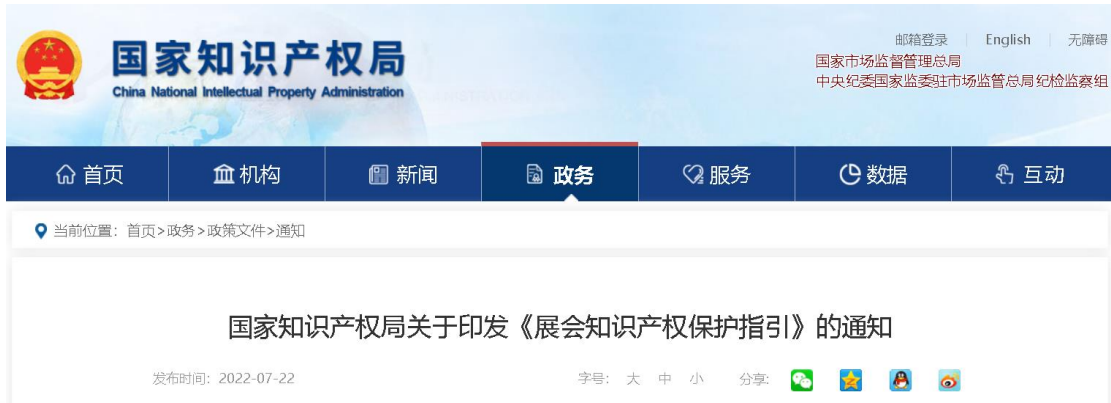 国家知识产权局
China National Intellectual Property Administration
邮箱登录 English 无障碍
国家市场监督管理总局
中央纪委国家监委驻市场监管总局纪检监察组
首页 机构 新闻 政务 服务 数据 互动
当前位置：首页>政务>政策文件>通知
国家知识产权局关于印发《展会知识产权保护指引》的通知
发布时间：2022-07-22 字号： 大 中 小 分享: